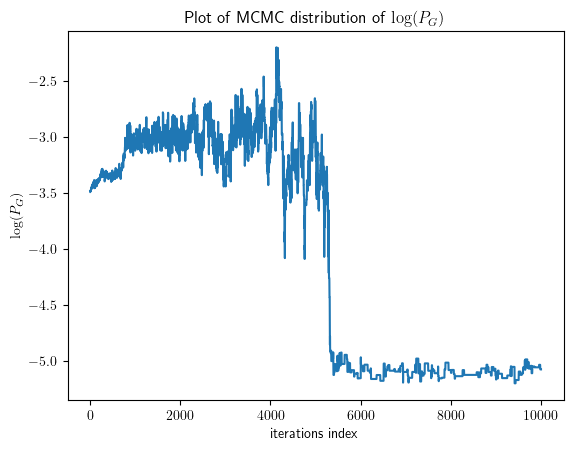 Plot of MCMC distribution of log(P_G)
−2.5
−3.0
−3.5
−4.0
−4.5
−5.0
log(P_G)
0 2000 4000 6000 8000 10000
iterations index